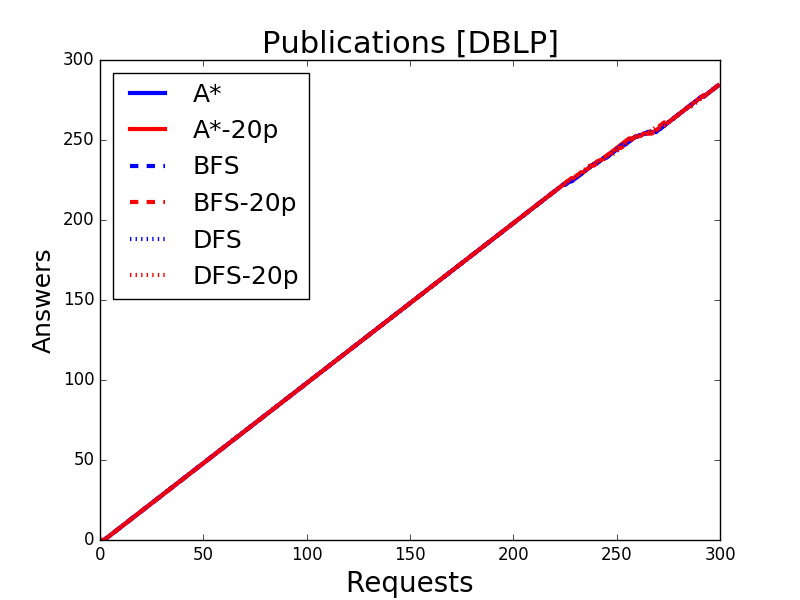 Publications [DBLP]
300
250
200
150
100
50
0
Answers
A*
A*-20p
BFS
BFS-20p
DFS
DFS-20p
0 50 100 150 200 250 300
Requests